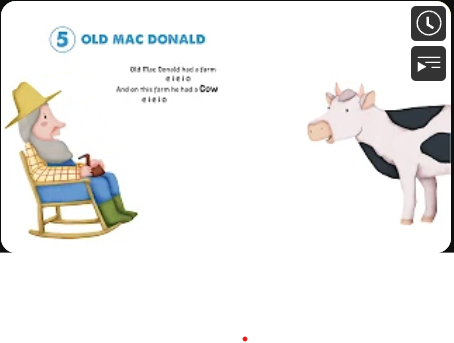 5 OLD MAC DONALD
Old Mac Donald had a farm
e i e i o
And on this farm he had a Cow
e i e i o